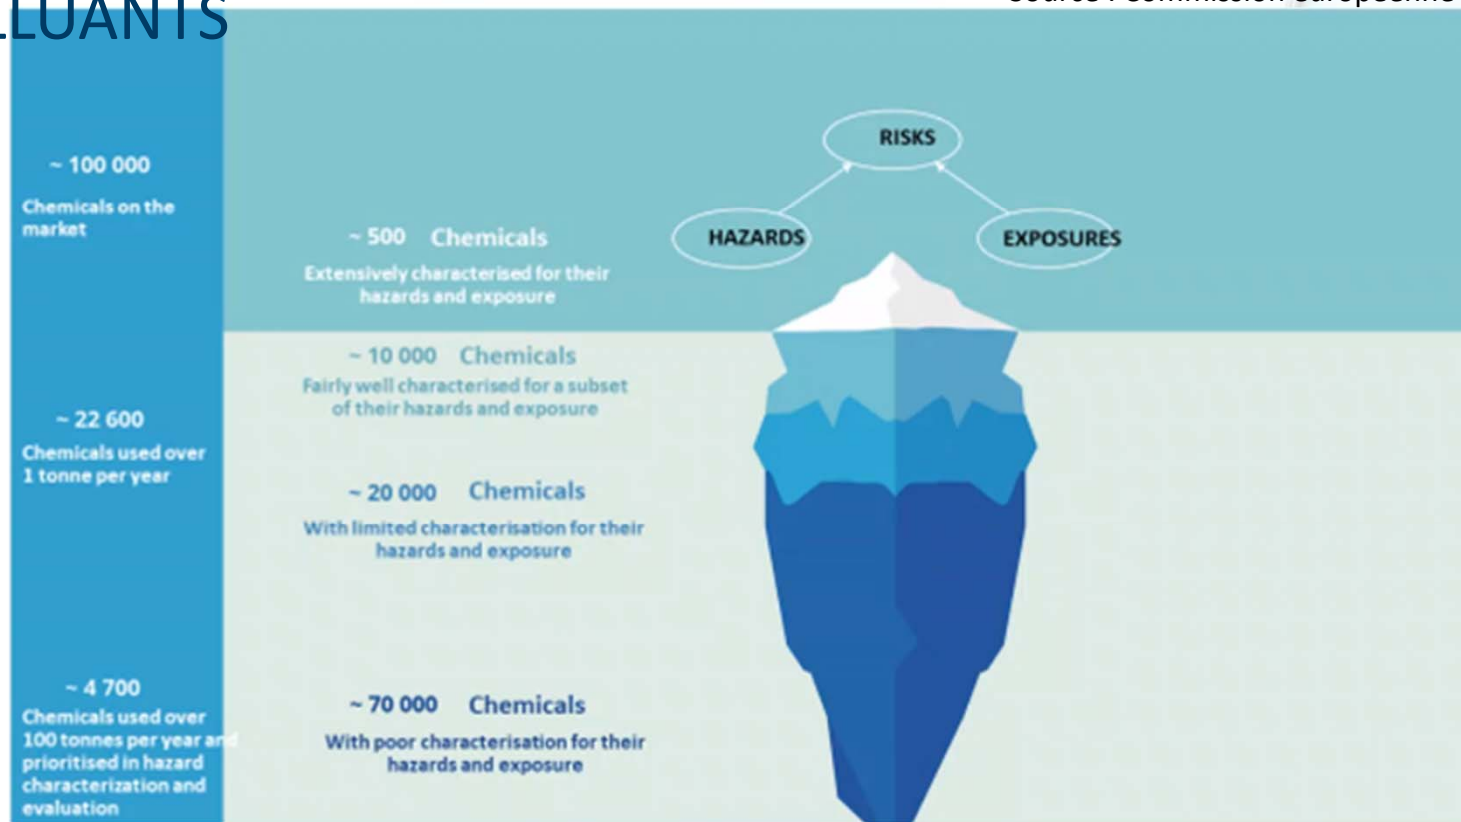 LLUANTS
~ 100 000
Chemicals on the
market
~ 22 600
Chemicals used over
1 tonne per year
~ 4 700
Chemicals used over
100 tonnes per year and
prioritised in hazard
characterization and
evaluation
~ 500 Chemicals
Extensively characterised for their
hazards and exposure
~ 10 000 Chemicals
Fairly well characterised for a subset
of their hazards and exposure
~ 20 000 Chemicals
With limited characterisation for their
hazards and exposure
~ 70 000 Chemicals
With poor characterisation for their
hazards and exposure
RISKS
HAZARDS
EXPOSURES